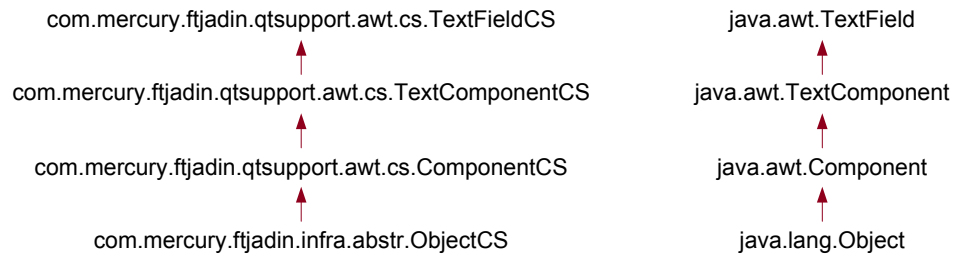 com.mercury.ftjadin.qtsupport.awt.cs.TextFieldCS
java.awt.TextField
com.mercury.ftjadin.qtsupport.awt.cs.TextComponentCS
java.awt.TextComponent
com.mercury.ftjadin.qtsupport.awt.cs.ComponentCS
java.awt.Component
com.mercury.ftjadin.infra.abstr.ObjectCS
java.lang.Object